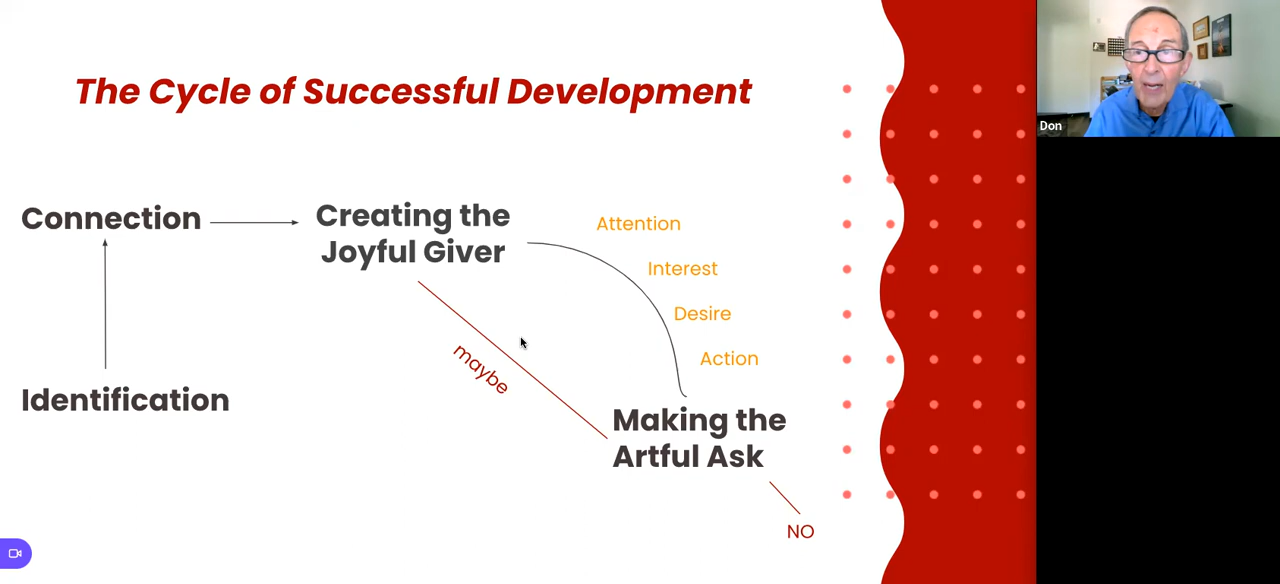 The Cycle of Successful Development
Don
Connection
Creating the
Joyful Giver
Attention
Interest
Desire
Action
maybe
Identification
Making the
Artful Ask
NO